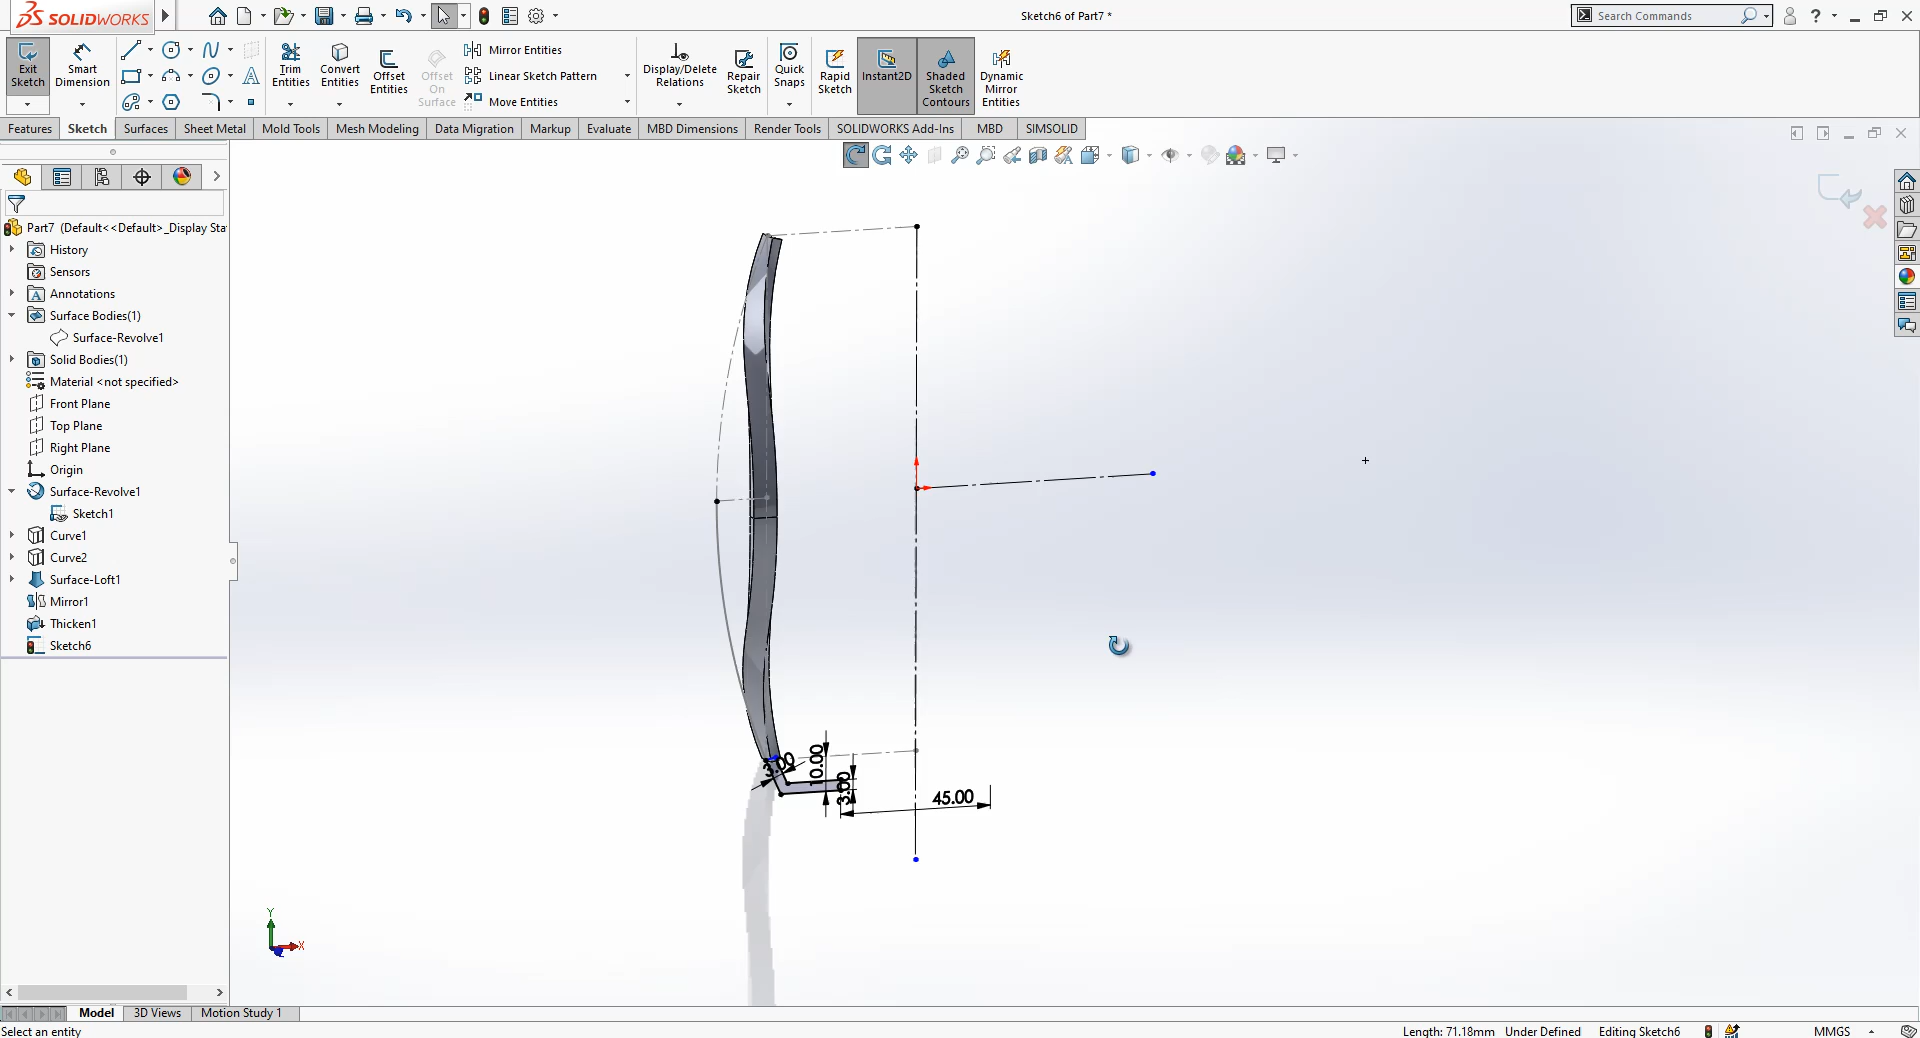 SOLIDWORKS
Sketch6 of Part7 *
Search Commands
Exit Sketch
Smart Dimension
Trim Entities
Convert Entities
Offset Entities
Offset On Surface
Mirror Entities
Linear Sketch Pattern
Move Entities
Display/Delete Relations
Repair Sketch
Quick Snaps
Rapid Sketch
Instant2D
Shaded Sketch Contours
Dynamic Mirror Entities
Features
Sketch
Surfaces
Sheet Metal
Mold Tools
Mesh Modeling
Data Migration
Markup
Evaluate
MBD Dimensions
Render Tools
SOLIDWORKS Add-Ins
MBD
SIMSOLID
Part7 (Default<<Default>_Display Sta
History
Sensors
Annotations
Surface Bodies(1)
Surface-Revolve1
Solid Bodies(1)
Material <not specified>
Front Plane
Top Plane
Right Plane
Origin
Surface-Revolve1
Sketch1
Curve1
Curve2
Surface-Loft1
Mirror1
Thicken1
Sketch6
3.00
10.00
3.00
45.00
Y
X
Model
3D Views
Motion Study 1
Select an entity
Length: 71.18mm
Under Defined
Editing Sketch6
MMGS